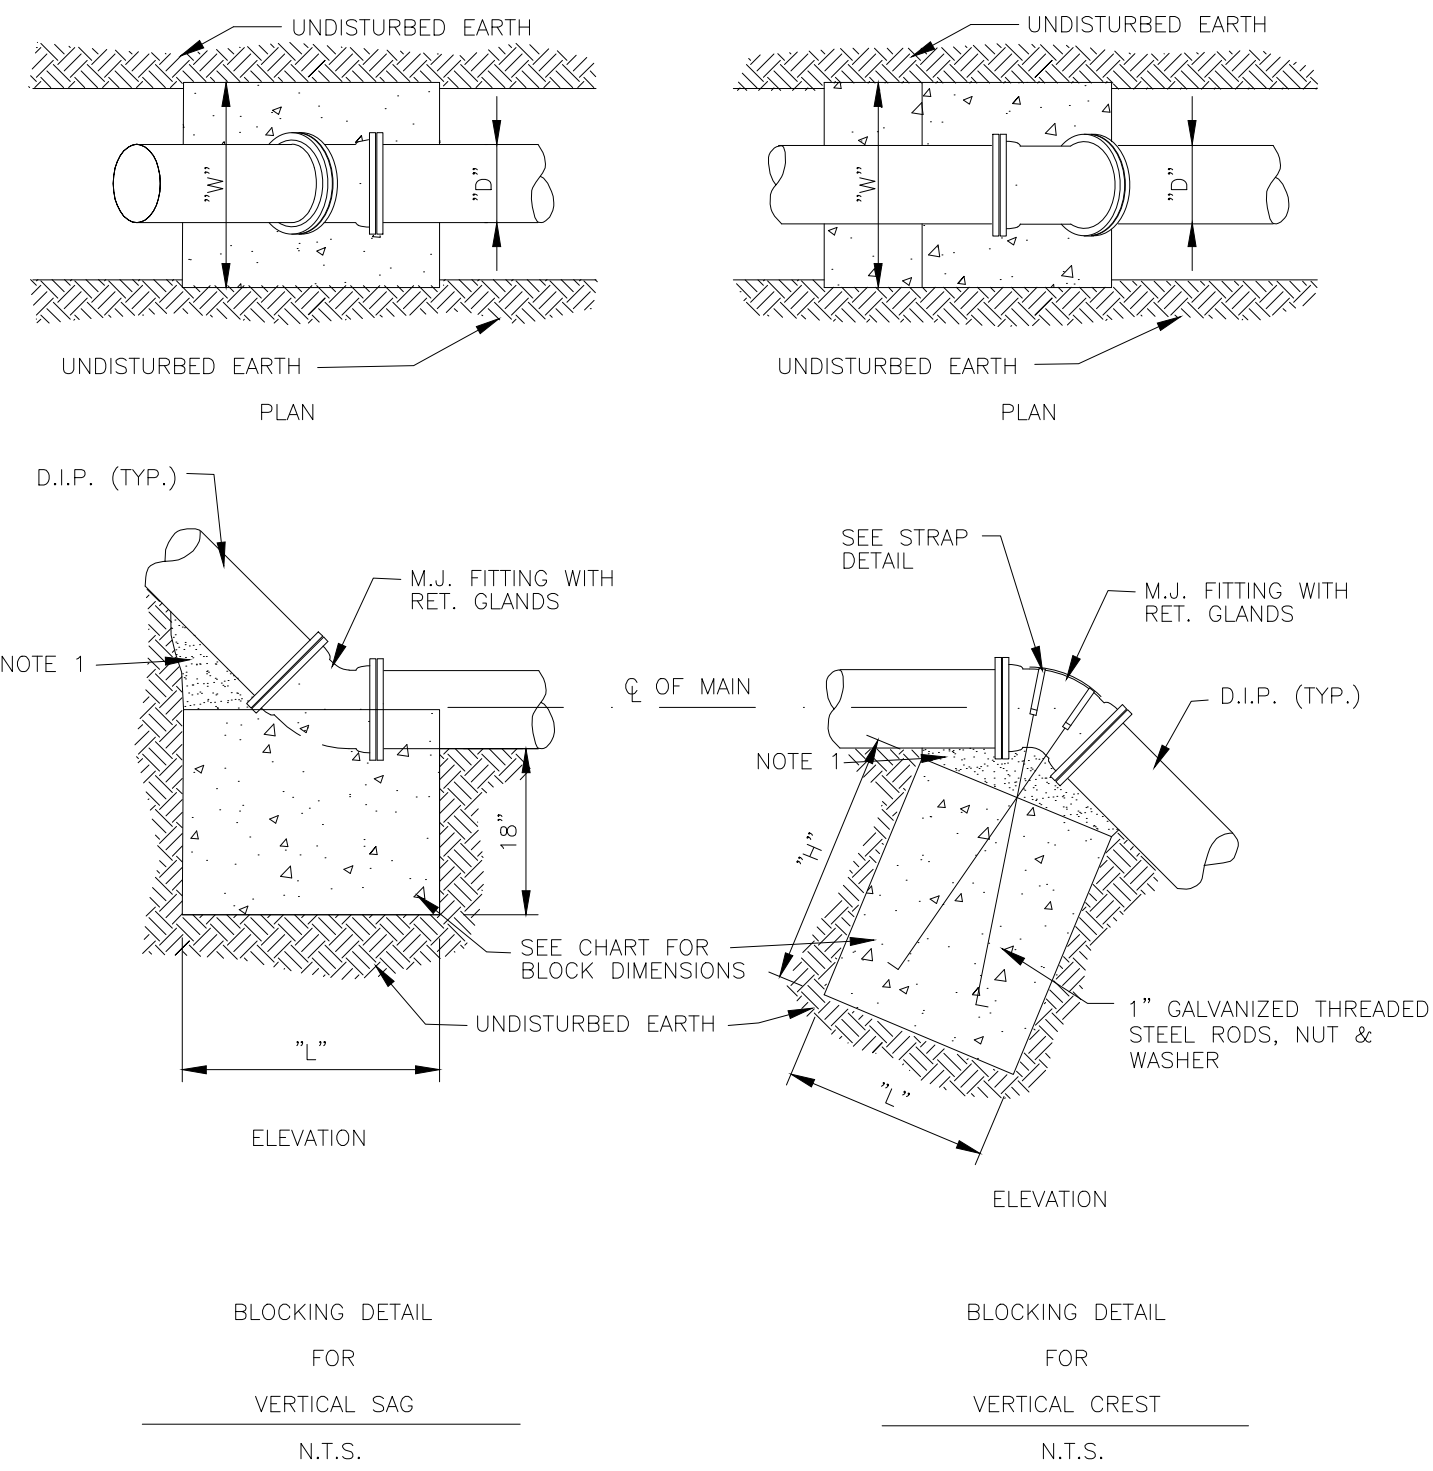 UNDISTURBED EARTH
"W"
"D"
UNDISTURBED EARTH
PLAN
UNDISTURBED EARTH
"W"
"D"
UNDISTURBED EARTH
PLAN
D.I.P. (TYP.)
M.J. FITTING WITH
RET. GLANDS
NOTE 1
℄ OF MAIN
18"
SEE CHART FOR
BLOCK DIMENSIONS
UNDISTURBED EARTH
"L"
ELEVATION
SEE STRAP
DETAIL
M.J. FITTING WITH
RET. GLANDS
D.I.P. (TYP.)
NOTE 1
"H"
1" GALVANIZED THREADED
STEEL RODS, NUT &
WASHER
"L"
ELEVATION
BLOCKING DETAIL
FOR
VERTICAL SAG
N.T.S.
BLOCKING DETAIL
FOR
VERTICAL CREST
N.T.S.